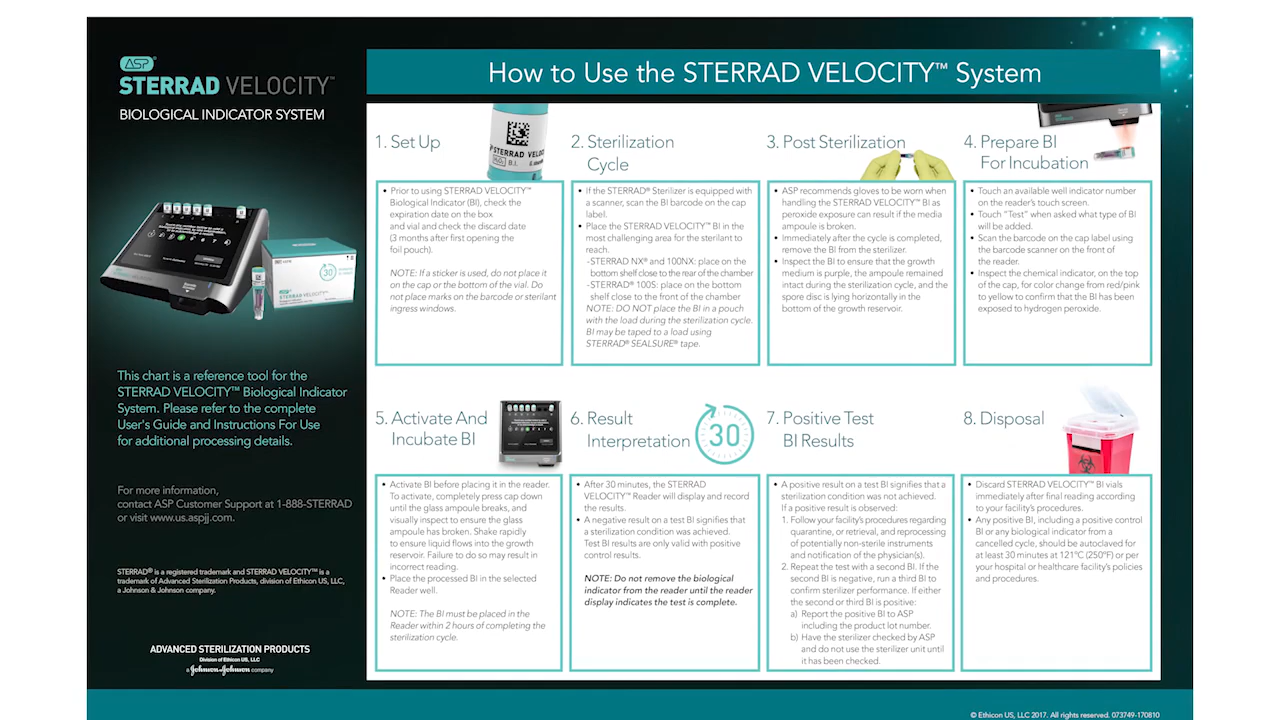 ASP
STERRAD VELOCITY™
BIOLOGICAL INDICATOR SYSTEM
This chart is a reference tool for the
STERRAD VELOCITY™ Biological Indicator
System. Please refer to the complete
User's Guide and Instructions For Use
for additional processing details.
For more information,
contact ASP Customer Support at 1-888-STERRAD
or visit www.us.aspjj.com.
STERRAD® is a registered trademark and STERRAD VELOCITY™ is a
trademark of Advanced Sterilization Products, division of Ethicon US, LLC,
a Johnson & Johnson company.
ADVANCED STERILIZATION PRODUCTS
Division of Ethicon US, LLC
a Johnson & Johnson company
How to Use the STERRAD VELOCITY™ System
1. Set Up
• Prior to using STERRAD VELOCITY™
Biological Indicator (BI), check the
expiration date on the box
and vial and check the discard date
(3 months after first opening the
foil pouch).
NOTE: If a sticker is used, do not place it
on the cap or the bottom of the vial. Do
not place marks on the barcode or sterilant
ingress windows.
2. Sterilization
Cycle
• If the STERRAD® Sterilizer is equipped with
a scanner, scan the BI barcode on the cap
label.
• Place the STERRAD VELOCITY™ BI in the
most challenging area for the sterilant to
reach.
-STERRAD NX® and 100NX: place on the
bottom shelf close to the rear of the chamber
-STERRAD® 100S: place on the bottom
shelf close to the front of the chamber
NOTE: DO NOT place the BI in a pouch
with the load during the sterilization cycle.
BI may be taped to a load using
STERRAD® SEALSURE® tape.
3. Post Sterilization
• ASP recommends gloves to be worn when
handling the STERRAD VELOCITY™ BI as
peroxide exposure can result if the media
ampoule is broken.
• Immediately after the cycle is completed,
remove the BI from the sterilizer.
• Inspect the BI to ensure that the growth
medium is purple, the ampoule remained
intact during the sterilization cycle, and the
spore disc is lying horizontally in the
bottom of the growth reservoir.
4. Prepare BI
For Incubation
• Touch an available well indicator number
on the reader's touch screen.
• Touch "Test" when asked what type of BI
will be added.
• Scan the barcode on the cap label using
the barcode scanner on the front of
the reader.
• Inspect the chemical indicator, on the top
of the cap, for color change from red/pink
to yellow to confirm that the BI has been
exposed to hydrogen peroxide.
5. Activate And
Incubate BI
• Activate BI before placing it in the reader.
To activate, completely press cap down
until the glass ampoule breaks, and
visually inspect to ensure the glass
ampoule has broken. Shake rapidly
to ensure liquid flows into the growth
reservoir. Failure to do so may result in
incorrect reading.
• Place the processed BI in the selected
Reader well.
NOTE: The BI must be placed in the
Reader within 2 hours of completing the
sterilization cycle.
6. Result
Interpretation
30
• After 30 minutes, the STERRAD
VELOCITY™ Reader will display and record
the results.
• A negative result on a test BI signifies that
a sterilization condition was achieved.
Test BI results are only valid with positive
control results.
NOTE: Do not remove the biological
indicator from the reader until the reader
display indicates the test is complete.
7. Positive Test
BI Results
• A positive result on a test BI signifies that a
sterilization condition was not achieved.
If a positive result is observed:
1. Follow your facility's procedures regarding
quarantine, or retrieval, and reprocessing
of potentially non-sterile instruments
and notification of the physician(s).
2. Repeat the test with a second BI. If the
second BI is negative, run a third BI to
confirm sterilizer performance. If either
the second or third BI is positive:
a) Report the positive BI to ASP
including the product lot number.
b) Have the sterilizer checked by ASP
and do not use the sterilizer unit until
it has been checked.
8. Disposal
• Discard STERRAD VELOCITY™ BI vials
immediately after final reading according
to your facility's procedures.
• Any positive BI, including a positive control
BI or any biological indicator from a
cancelled cycle, should be autoclaved for
at least 30 minutes at 121°C (250°F) or per
your hospital or healthcare facility's policies
and procedures.
© Ethicon US, LLC 2017. All rights reserved. 073749-170810